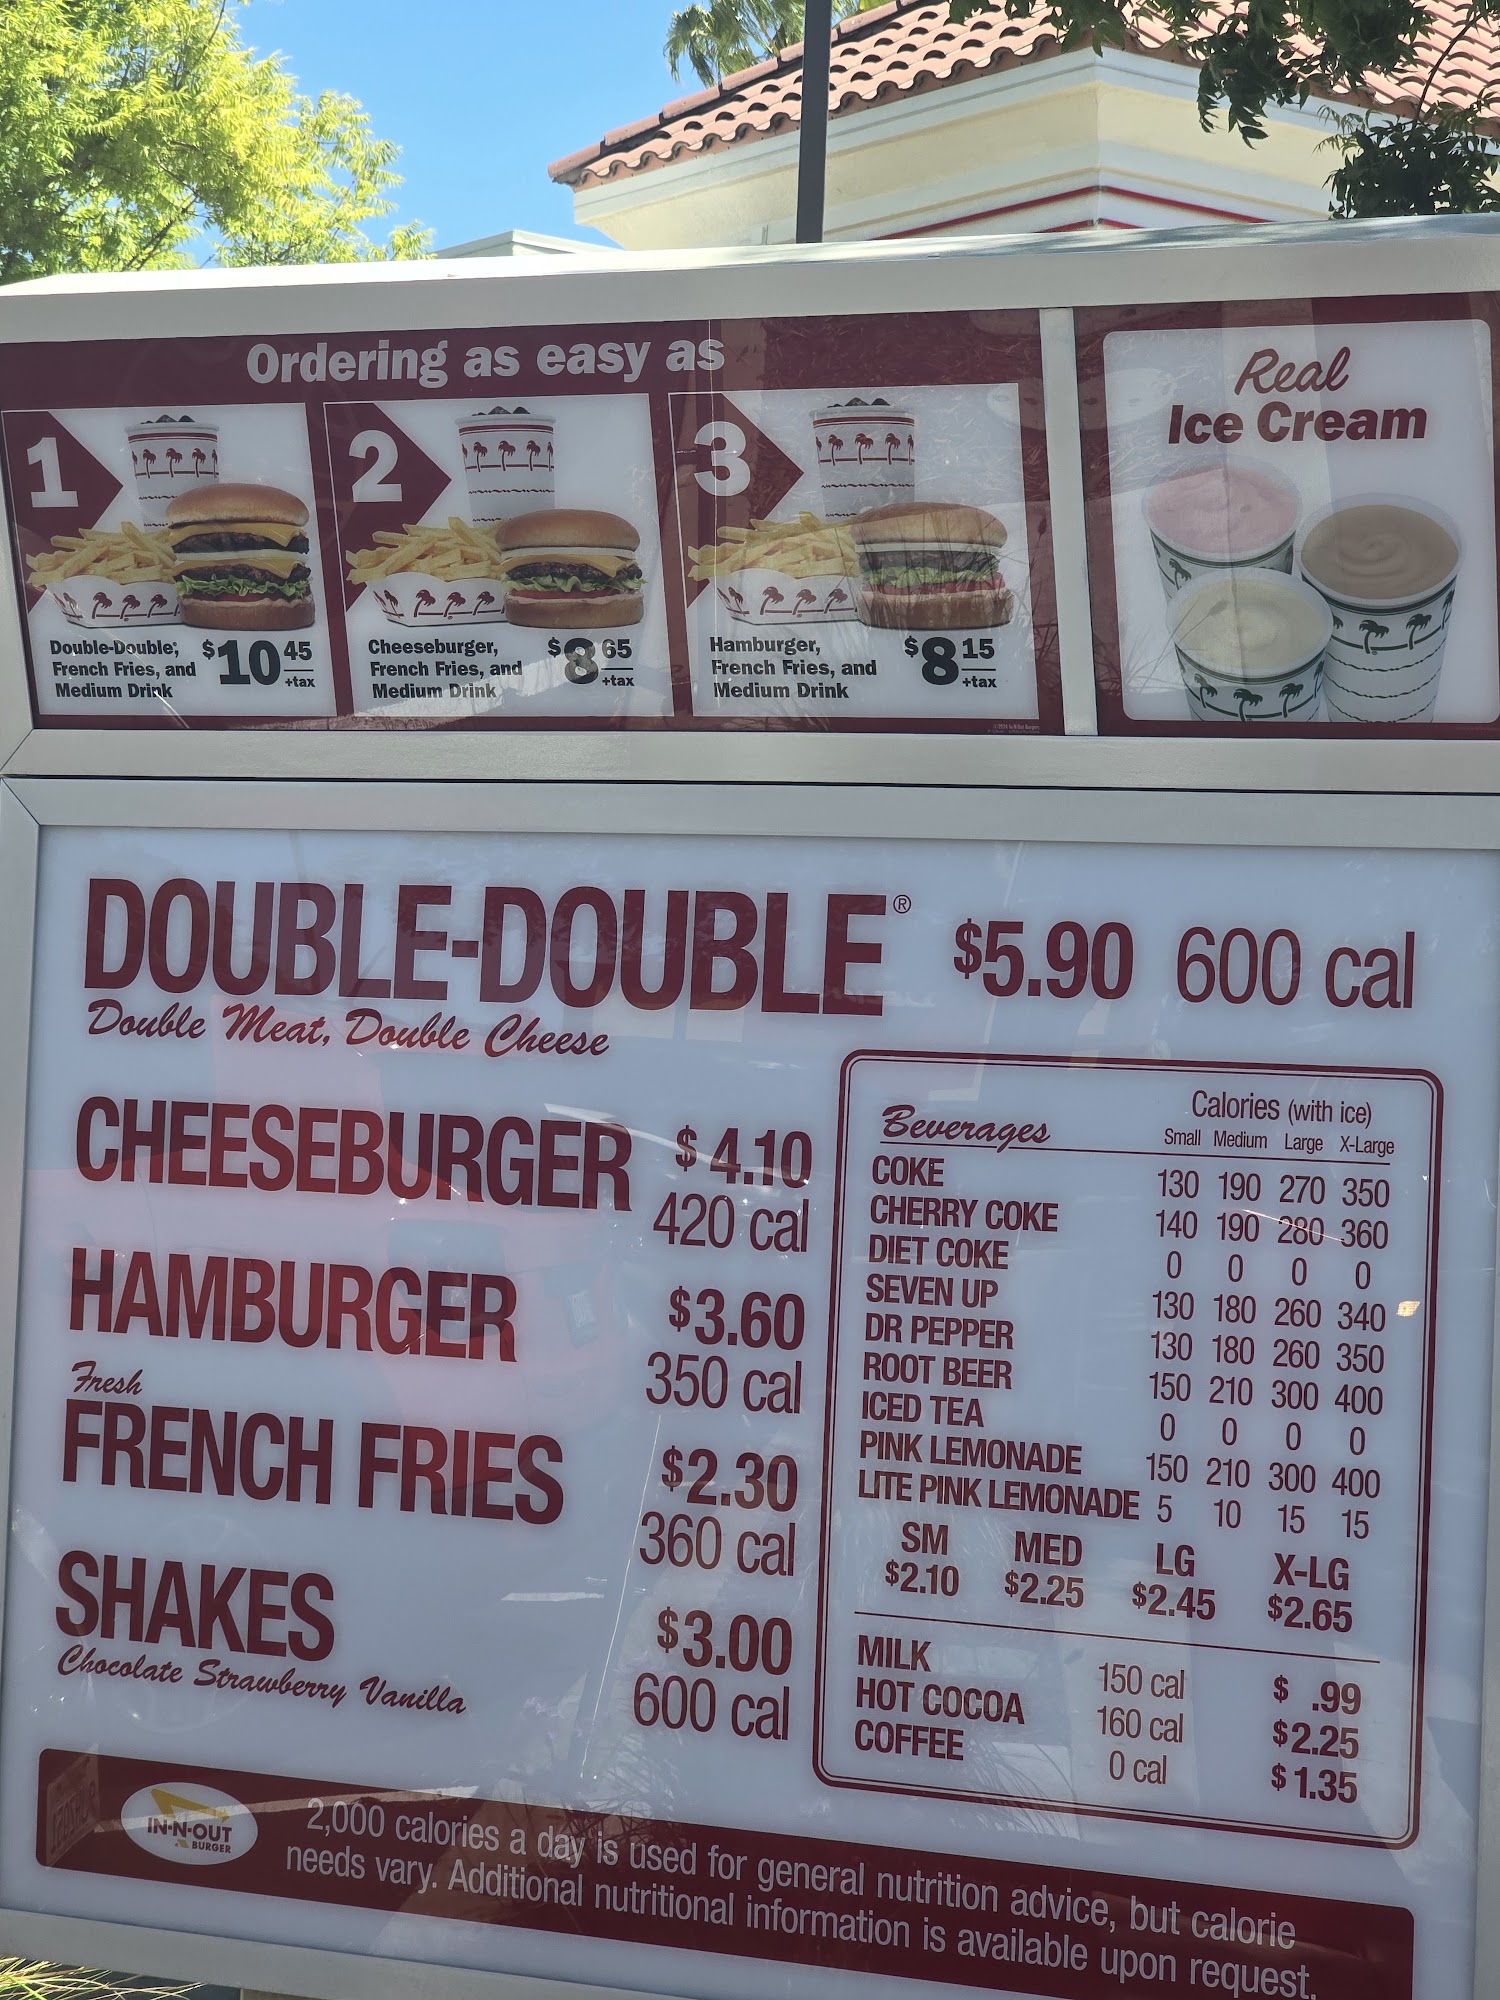 Ordering as easy as
1
Double-Double®,
French Fries, and
Medium Drink
$10 45
+tax
2
Cheeseburger,
French Fries, and
Medium Drink
$8 65
+tax
3
Hamburger,
French Fries, and
Medium Drink
$8 15
+tax
Real
Ice Cream
DOUBLE-DOUBLE® $5.90 600 cal
Double Meat, Double Cheese
CHEESEBURGER $4.10
420 cal
HAMBURGER $3.60
350 cal
Fresh
FRENCH FRIES $2.30
360 cal
SHAKES $3.00
Chocolate Strawberry Vanilla 600 cal
Calories (with ice)
Beverages Small Medium Large X-Large
COKE 130 190 270 350
CHERRY COKE 140 190 280 360
DIET COKE 0 0 0 0
SEVEN UP 130 180 260 340
DR PEPPER 130 180 260 350
ROOT BEER 150 210 300 400
ICED TEA 0 0 0 0
PINK LEMONADE 150 210 300 400
LITE PINK LEMONADE 5 10 15 15
SM MED LG X-LG
$2.10 $2.25 $2.45 $2.65
MILK 150 cal $ .99
HOT COCOA 160 cal $2.25
COFFEE 0 cal $1.35
IN-N-OUT
BURGER
2,000 calories a day is used for general nutrition advice, but calorie
needs vary. Additional nutritional information is available upon request.